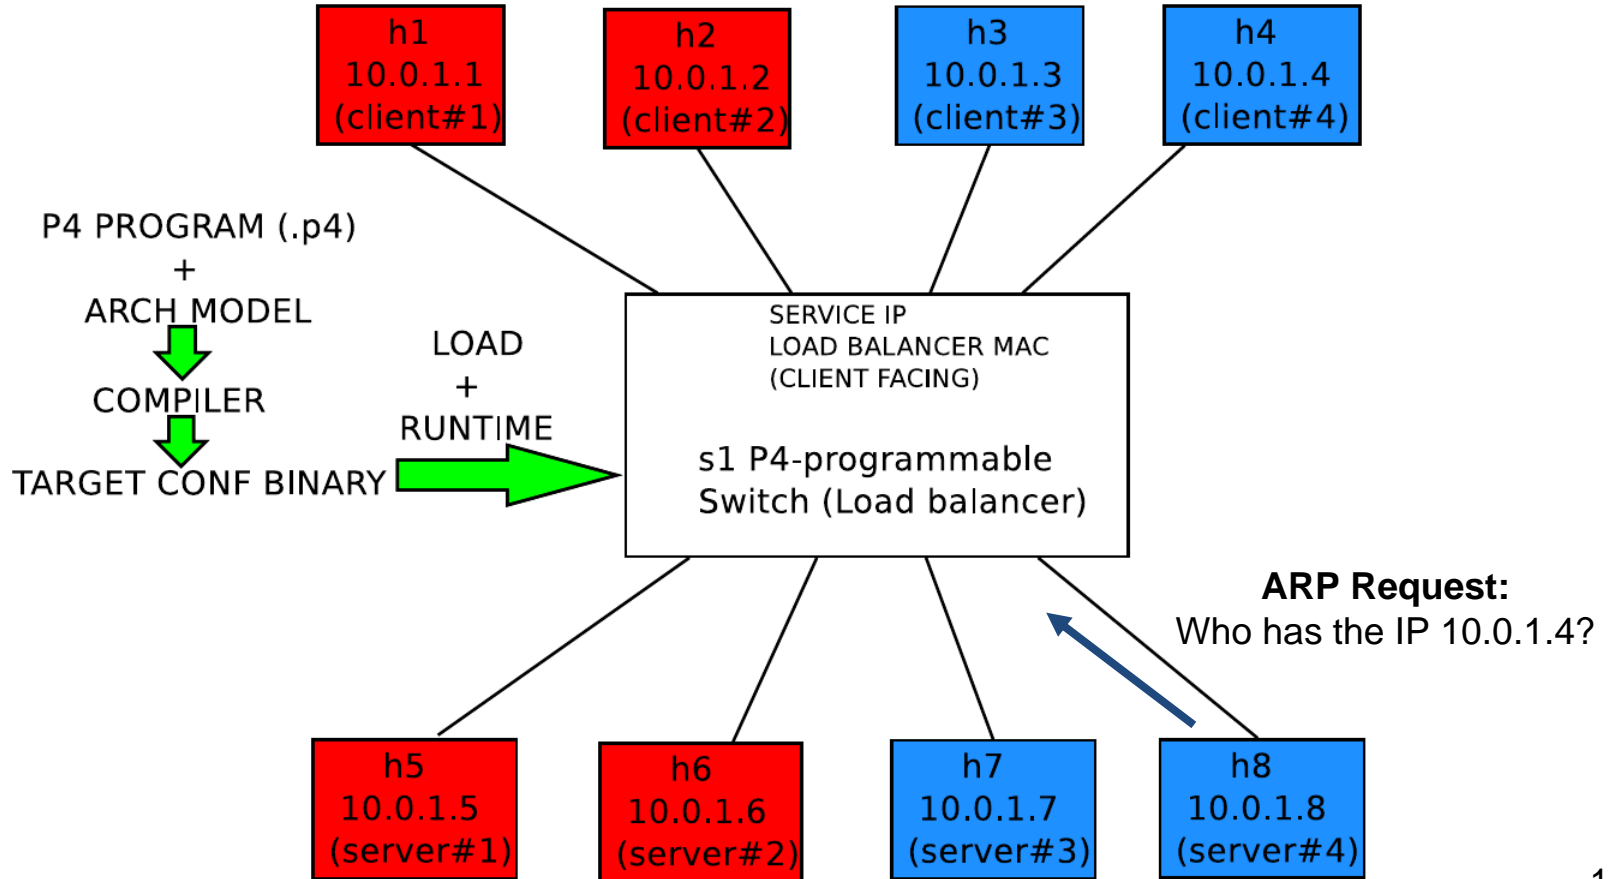 h1
10.0.1.1
(client#1)
h2
10.0.1.2
(client#2)
h3
10.0.1.3
(client#3)
h4
10.0.1.4
(client#4)
P4 PROGRAM (.p4)
+
ARCH MODEL
COMPILER
TARGET CONF BINARY
LOAD
+
RUNTIME
SERVICE IP
LOAD BALANCER MAC
(CLIENT FACING)
s1 P4-programmable
Switch (Load balancer)
ARP Request:
Who has the IP 10.0.1.4?
h5
10.0.1.5
(server#1)
h6
10.0.1.6
(server#2)
h7
10.0.1.7
(server#3)
h8
10.0.1.8
(server#4)